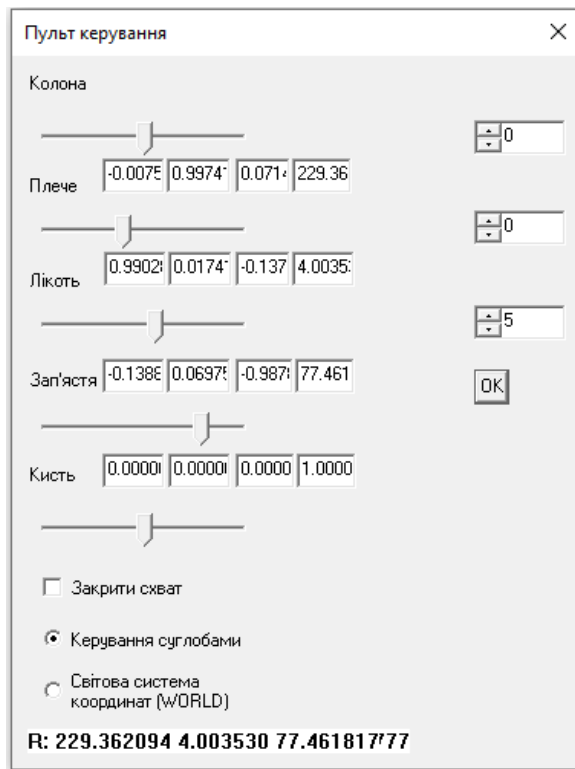 Пульт керування
Колона
0
Плече -0.0075 0.9974 0.0714 229.36
0
Лікоть 0.9902 0.0174 -0.137 4.0035
5
Зап'ястя -0.1388 0.0697 -0.987 77.461
OK
Кисть 0.0000 0.0000 0.0000 1.0000
Закрити схват
Керування суглобами
Світова система
координат (WORLD)
R: 229.362094 4.003530 77.461817